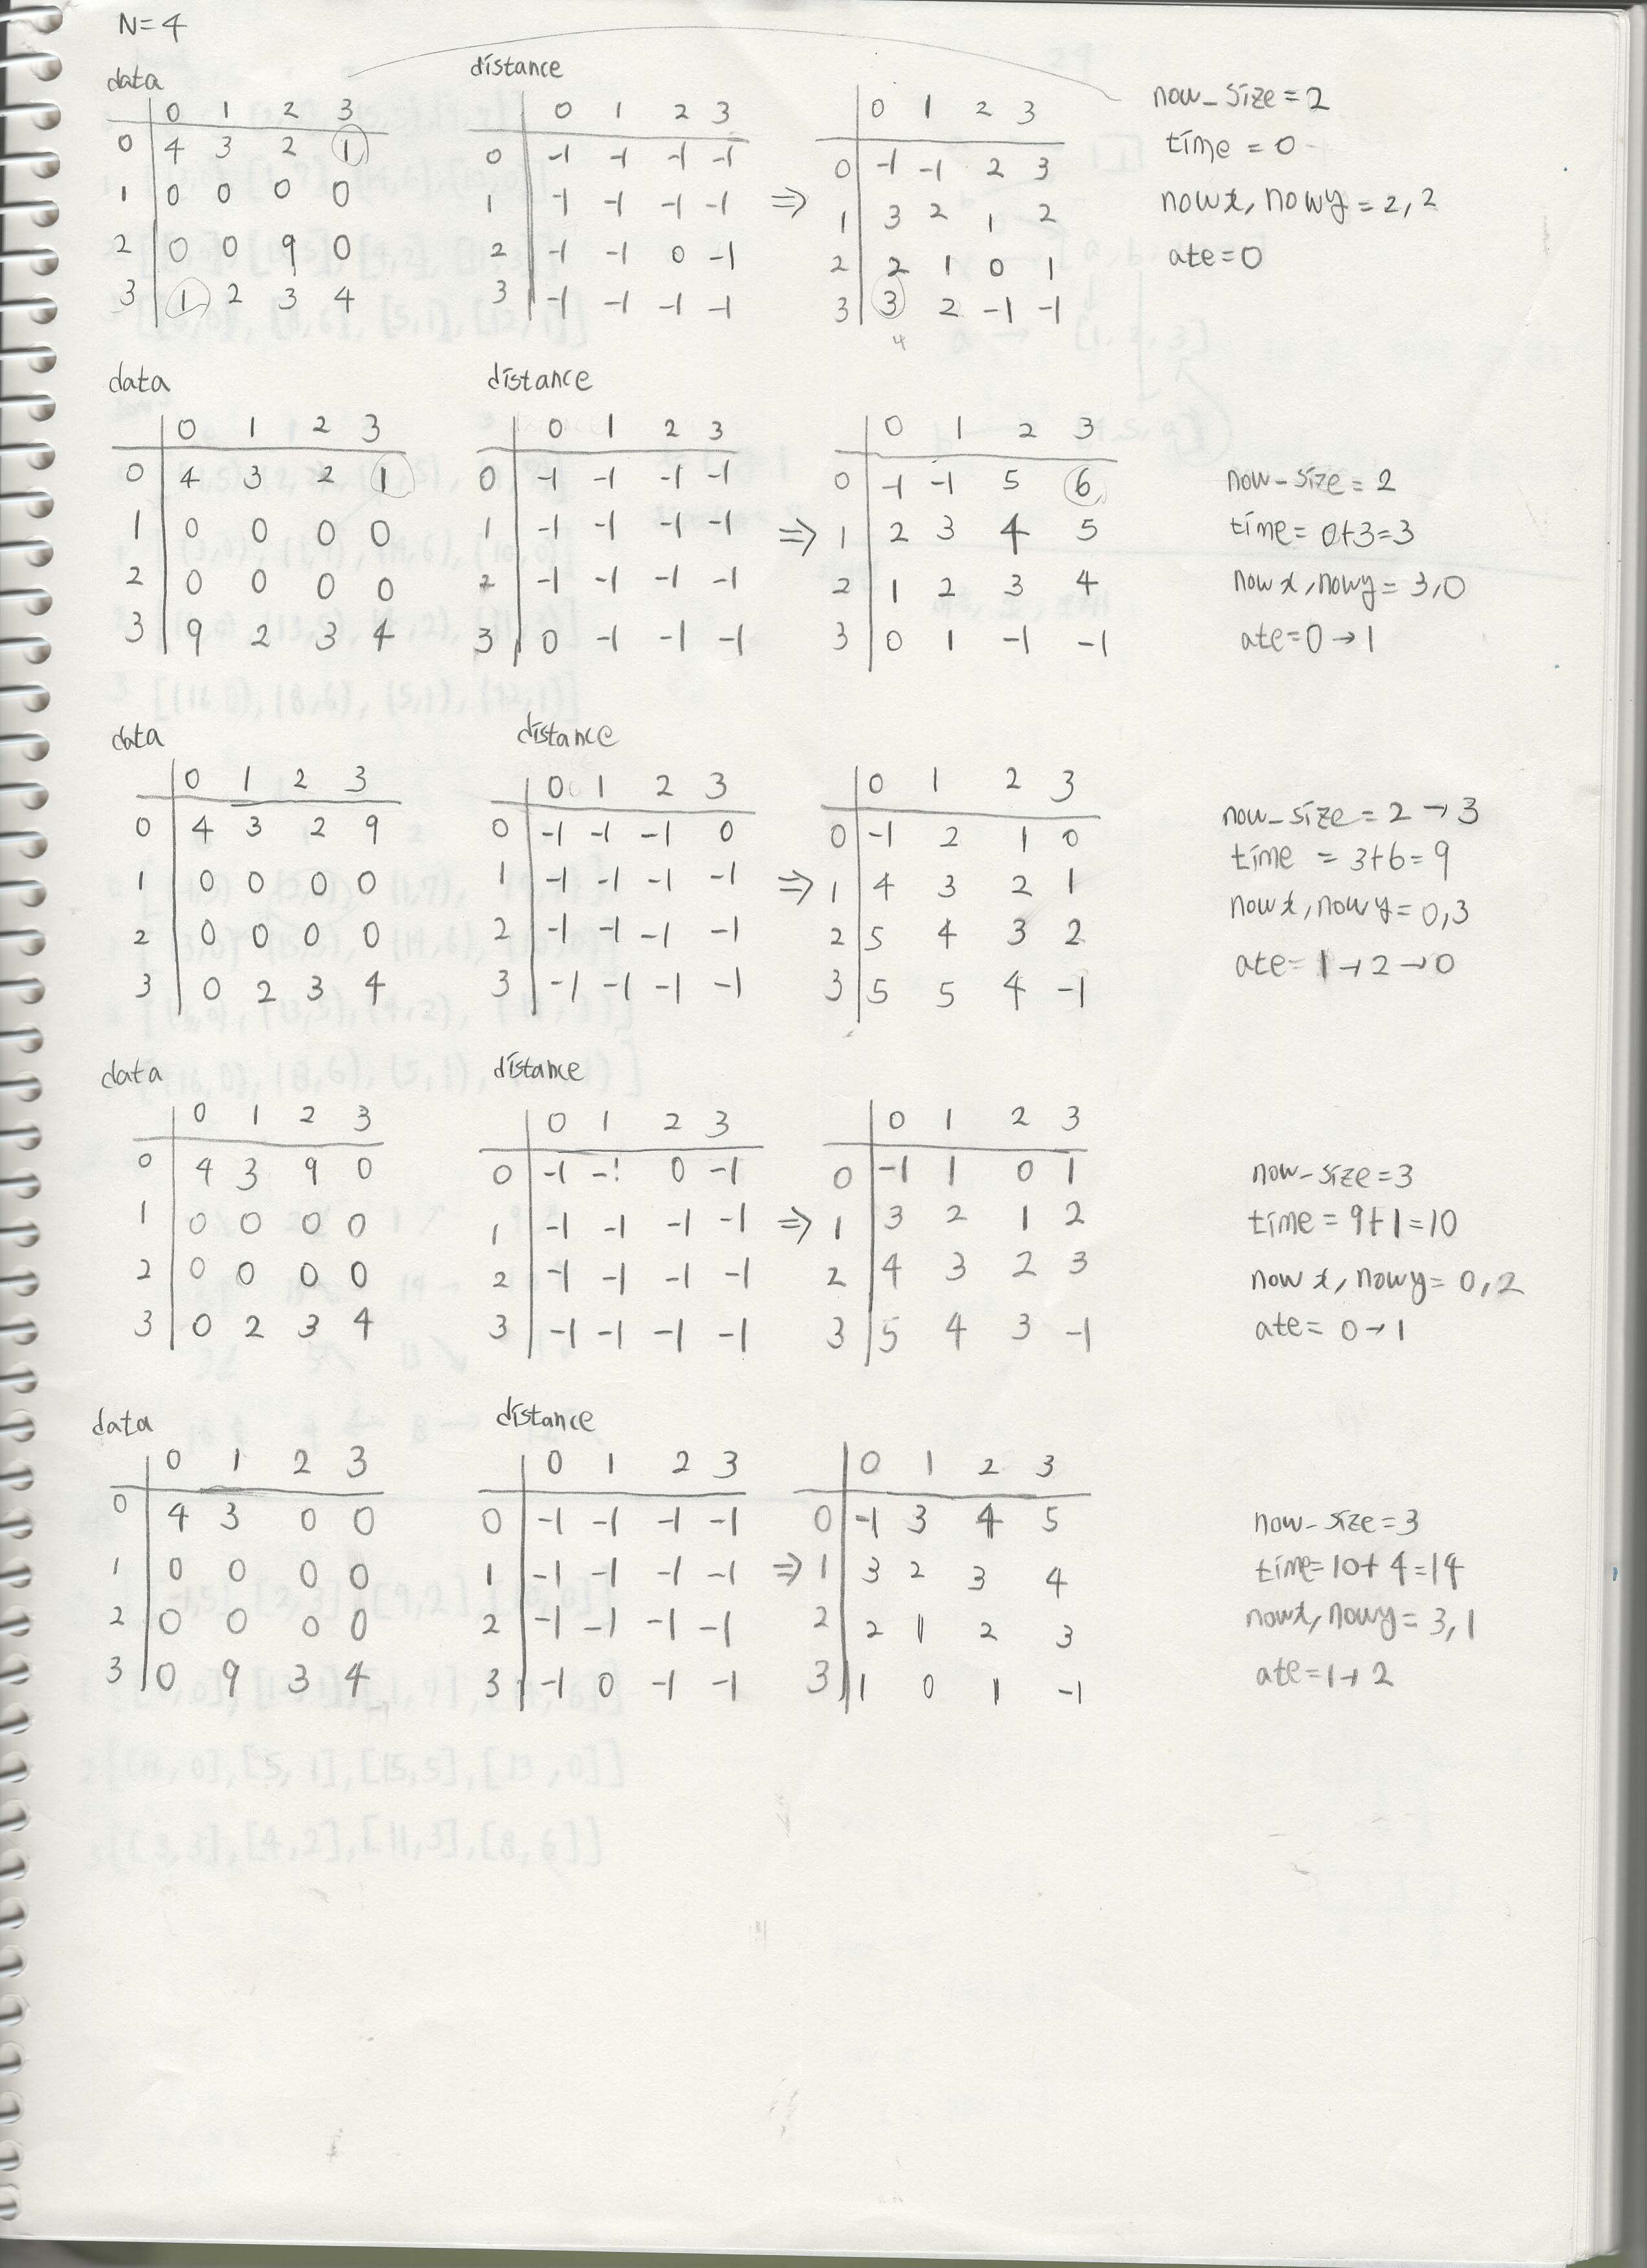 N=4
data distance
0 1 2 3 0 1 2 3 0 1 2 3 now_size=2
0 4 3 2 1 0 -1 -1 -1 -1 0 -1 -1 2 3 time=0
1 0 0 0 0 1 -1 -1 -1 -1 ⇒ 1 3 2 1 2 nowx, nowy=2,2
2 0 0 9 0 2 -1 -1 0 -1 2 2 1 0 1 ate=0
3 1 2 3 4 3 -1 -1 -1 -1 3 3 2 -1 -1
4
data distance
0 1 2 3 0 1 2 3 0 1 2 3
0 4 3 2 1 0 -1 -1 -1 -1 0 -1 -1 5 6 now-size=2
1 0 0 0 0 1 -1 -1 -1 -1 ⇒ 1 2 3 4 5 time=0+3=3
2 0 0 0 0 2 -1 -1 -1 -1 2 1 2 3 4 nowx,nowy=3,0
3 9 2 3 4 3 0 -1 -1 -1 3 0 1 -1 -1 ate=0→1
data distance
0 1 2 3 0 1 2 3 0 1 2 3
0 4 3 2 9 0 -1 -1 -1 0 0 -1 2 1 0 now_size=2→3
1 0 0 0 0 1 -1 -1 -1 -1 ⇒ 1 4 3 2 1 time =3+6=9
2 0 0 0 0 2 -1 -1 -1 -1 2 5 4 3 2 nowx,nowy=0,3
3 0 2 3 4 3 -1 -1 -1 -1 3 5 5 4 -1 ate=1→2→0
data distance
0 1 2 3 0 1 2 3 0 1 2 3
0 4 3 9 0 0 -1 -1 0 -1 0 -1 1 0 1 now-size=3
1 0 0 0 0 1 -1 -1 -1 -1 ⇒ 1 3 2 1 2 time=9+1=10
2 0 0 0 0 2 -1 -1 -1 -1 2 4 3 2 3 nowx, nowy=0,2
3 0 2 3 4 3 -1 -1 -1 -1 3 5 4 3 -1 ate=0→1
data distance
0 1 2 3 0 1 2 3 0 1 2 3
0 4 3 0 0 0 -1 -1 -1 -1 0 -1 3 4 5 now-size=3
1 0 0 0 0 1 -1 -1 -1 -1 ⇒ 1 3 2 3 4 time=10+4=14
2 0 0 0 0 2 -1 -1 -1 -1 2 2 1 2 3 nowx, nowy=3,1
3 0 9 3 4 3 -1 0 -1 -1 3 1 0 1 -1 ate=1→2